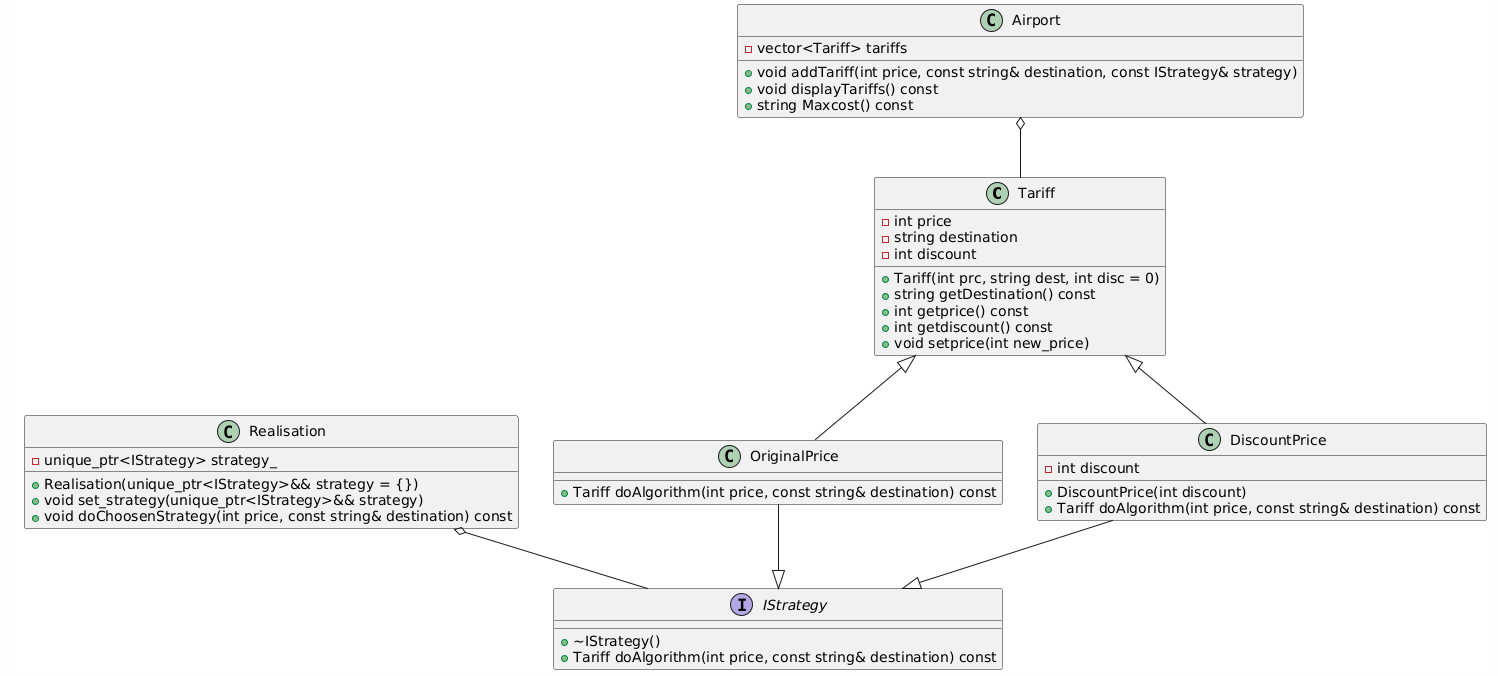 C Airport
vector<Tariff> tariffs
void addTariff(int price, const string& destination, const IStrategy& strategy)
void displayTariffs() const
string Maxcost() const
C Tariff
int price
string destination
int discount
Tariff(int prc, string dest, int disc = 0)
string getDestination() const
int getprice() const
int getdiscount() const
void setprice(int new_price)
C Realisation
unique_ptr<IStrategy> strategy_
Realisation(unique_ptr<IStrategy>&& strategy = {})
void set_strategy(unique_ptr<IStrategy>&& strategy)
void doChoosenStrategy(int price, const string& destination) const
C OriginalPrice
Tariff doAlgorithm(int price, const string& destination) const
C DiscountPrice
int discount
DiscountPrice(int discount)
Tariff doAlgorithm(int price, const string& destination) const
I IStrategy
~IStrategy()
Tariff doAlgorithm(int price, const string& destination) const